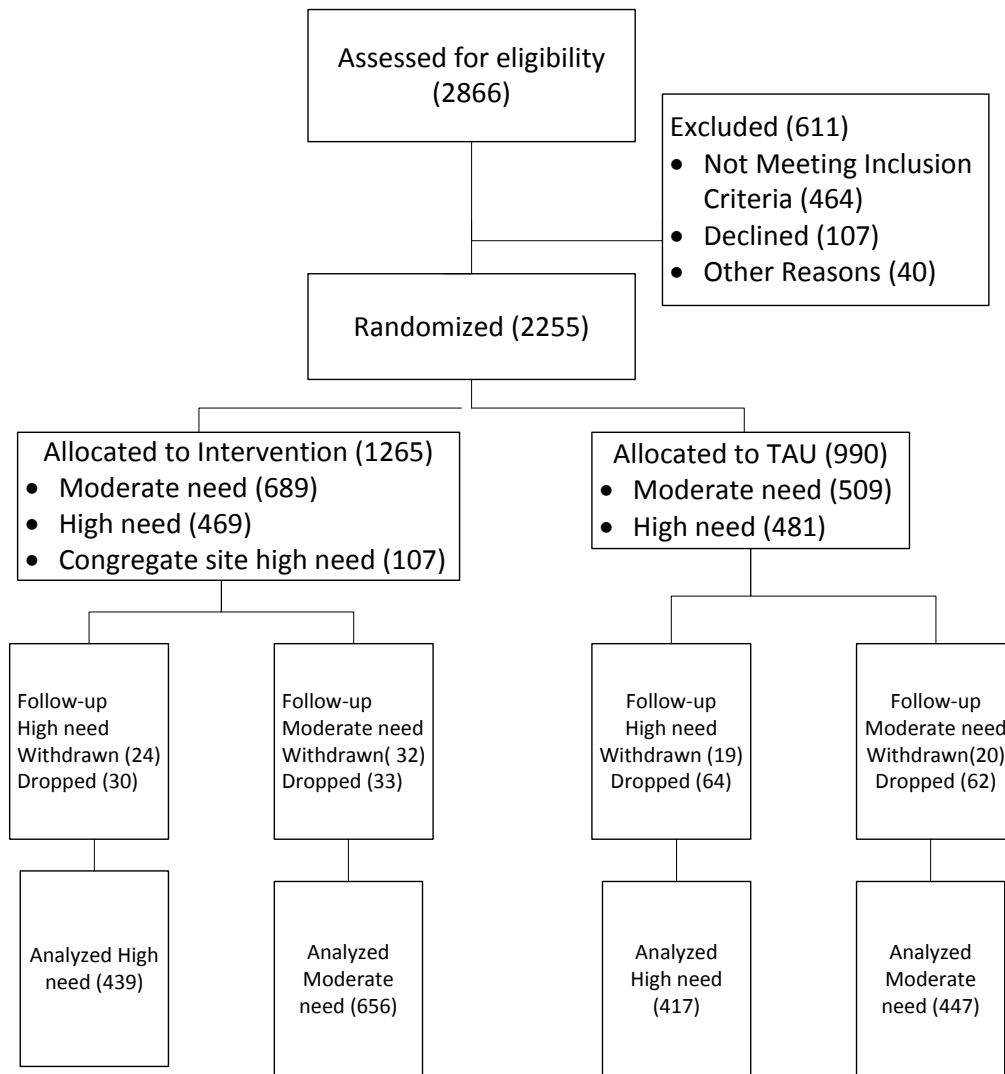 Assessed for eligibility
(2866)
Excluded (611)
• Not Meeting Inclusion
Criteria (464)
• Declined (107)
• Other Reasons (40)
Randomized (2255)
Allocated to Intervention (1265)
• Moderate need (689)
• High need (469)
• Congregate site high need (107)
Allocated to TAU (990)
• Moderate need (509)
• High need (481)
Follow-up
High need
Withdrawn (24)
Dropped (30)
Follow-up
Moderate need
Withdrawn( 32)
Dropped (33)
Follow-up
High need
Withdrawn (19)
Dropped (64)
Follow-up
Moderate need
Withdrawn(20)
Dropped (62)
Analyzed High
need (439)
Analyzed
Moderate
need (656)
Analyzed
High need
(417)
Analyzed
Moderate
need (447)